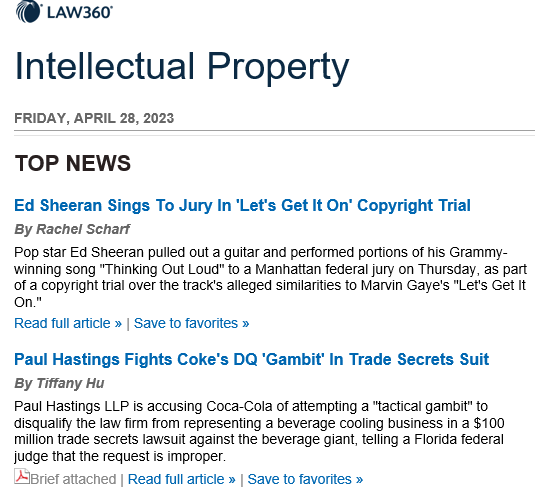 LAW360®
Intellectual Property
FRIDAY, APRIL 28, 2023
TOP NEWS
Ed Sheeran Sings To Jury In 'Let's Get It On' Copyright Trial
By Rachel Scharf
Pop star Ed Sheeran pulled out a guitar and performed portions of his Grammy-
winning song "Thinking Out Loud" to a Manhattan federal jury on Thursday, as part
of a copyright trial over the track's alleged similarities to Marvin Gaye's "Let's Get It
On."
Read full article » | Save to favorites »
Paul Hastings Fights Coke's DQ 'Gambit' In Trade Secrets Suit
By Tiffany Hu
Paul Hastings LLP is accusing Coca-Cola of attempting a "tactical gambit" to
disqualify the law firm from representing a beverage cooling business in a $100
million trade secrets lawsuit against the beverage giant, telling a Florida federal
judge that the request is improper.
Brief attached | Read full article » | Save to favorites »